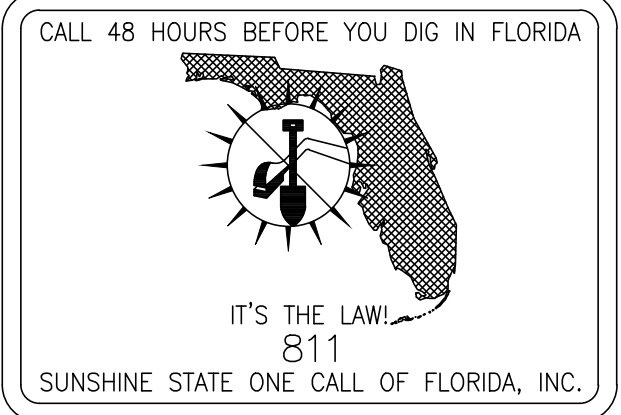 CALL 48 HOURS BEFORE YOU DIG IN FLORIDA
IT'S THE LAW!
811
SUNSHINE STATE ONE CALL OF FLORIDA, INC.